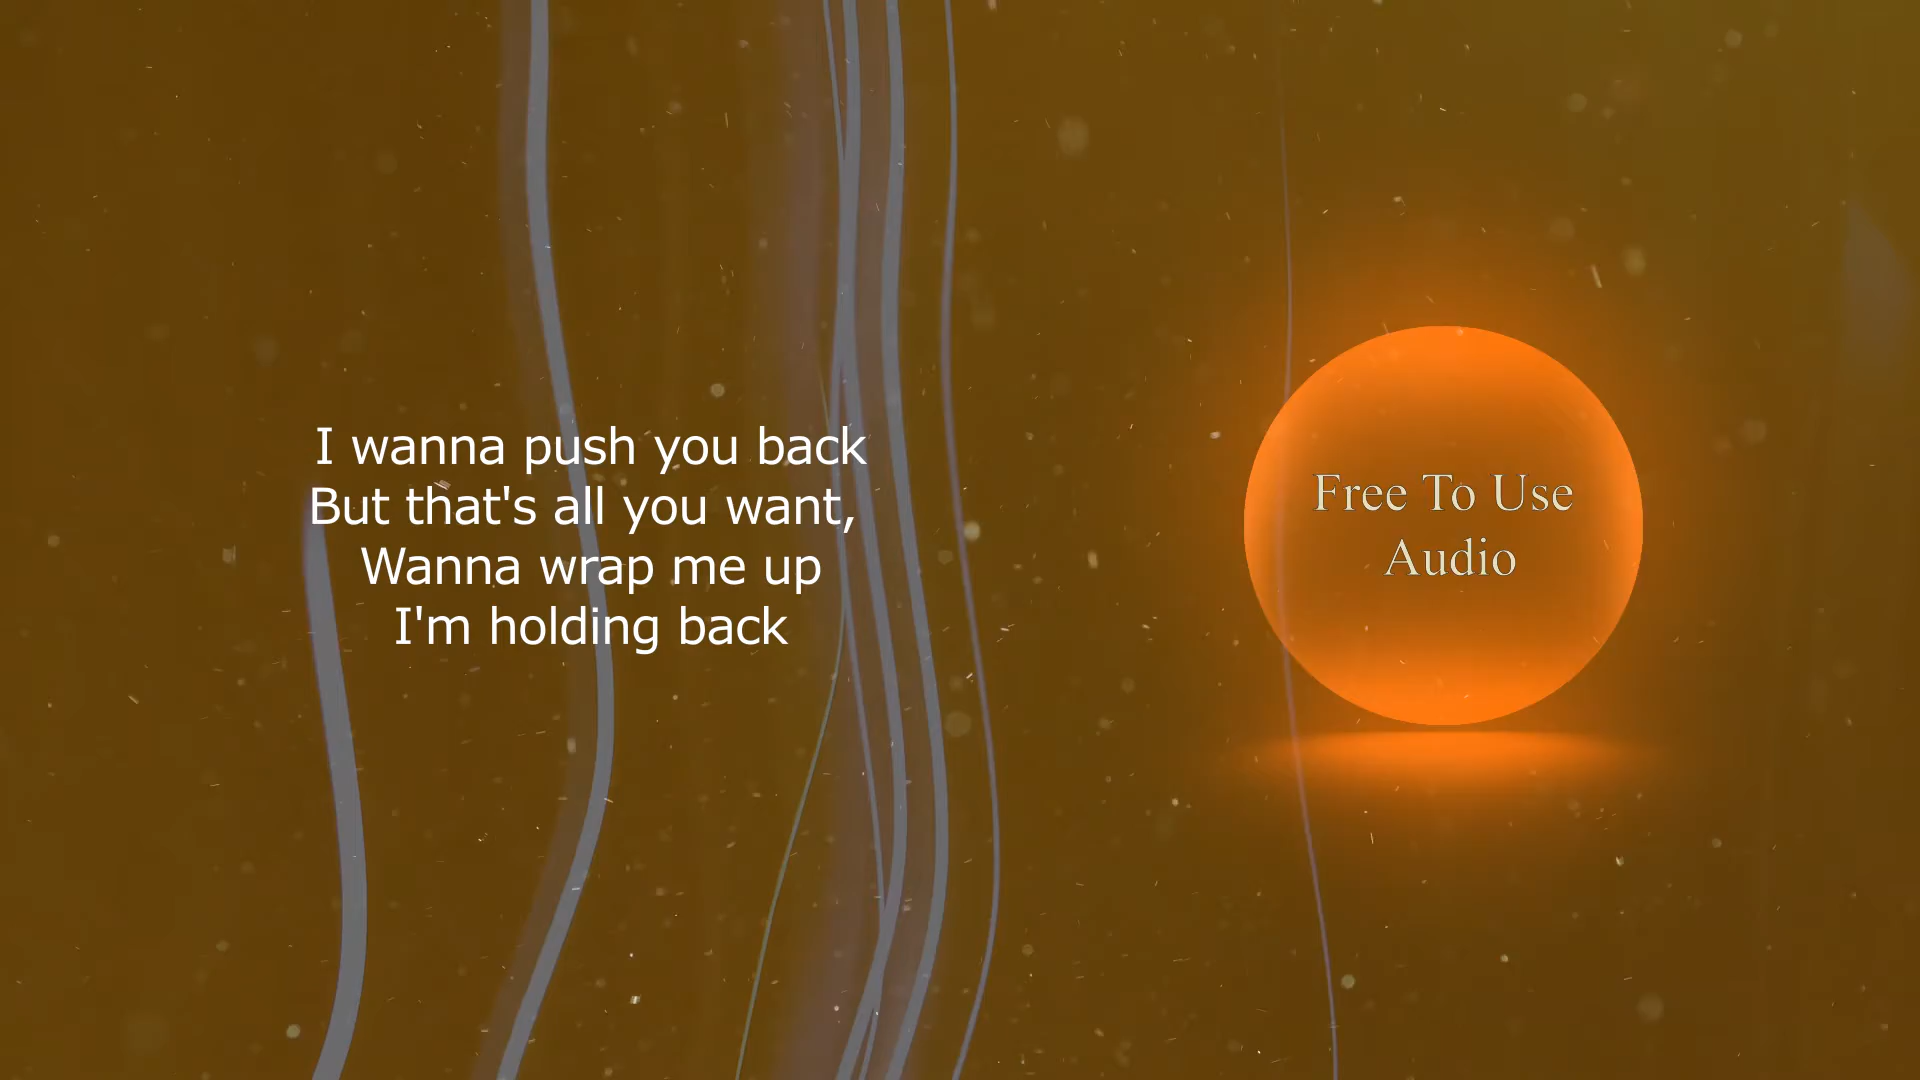 I wanna push you back
But that's all you want,
Wanna wrap me up
I'm holding back
Free To Use
Audio